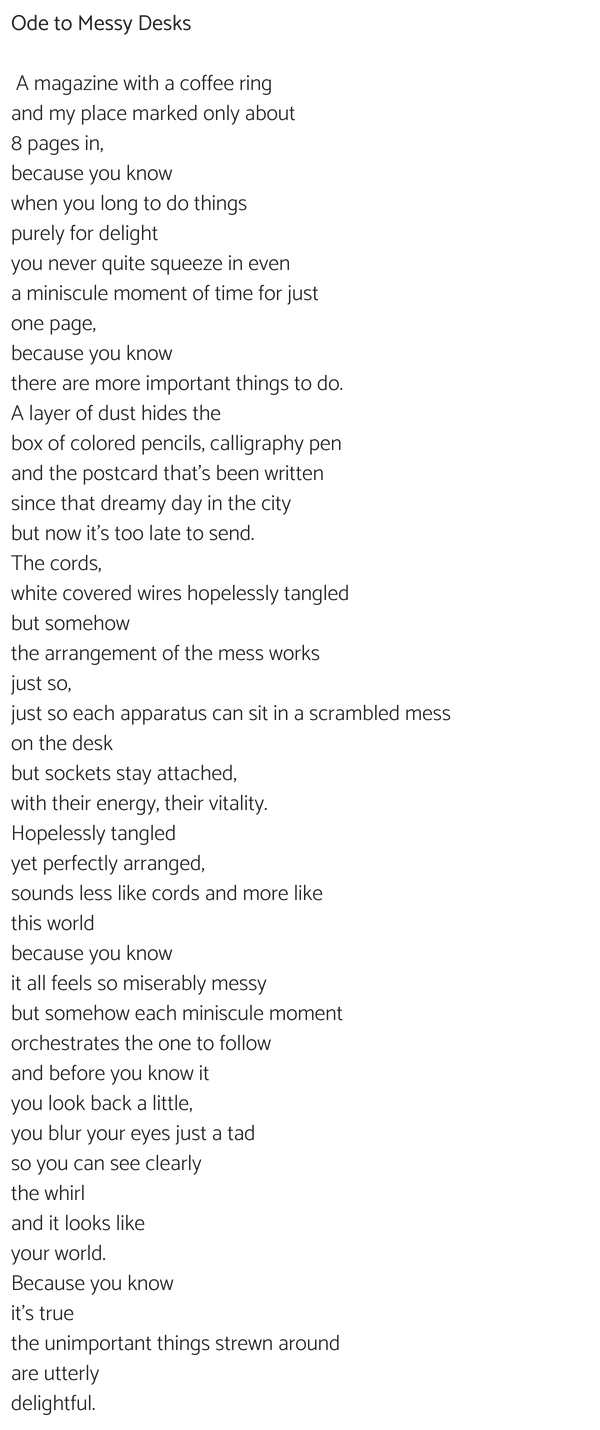 Ode to Messy Desks
A magazine with a coffee ring
and my place marked only about
8 pages in,
because you know
when you long to do things
purely for delight
you never quite squeeze in even
a miniscule moment of time for just
one page,
because you know
there are more important things to do.
A layer of dust hides the
box of colored pencils, calligraphy pen
and the postcard that’s been written
since that dreamy day in the city
but now it’s too late to send.
The cords,
white covered wires hopelessly tangled
but somehow
the arrangement of the mess works
just so,
just so each apparatus can sit in a scrambled mess
on the desk
but sockets stay attached,
with their energy, their vitality.
Hopelessly tangled
yet perfectly arranged,
sounds less like cords and more like
this world
because you know
it all feels so miserably messy
but somehow each miniscule moment
orchestrates the one to follow
and before you know it
you look back a little,
you blur your eyes just a tad
so you can see clearly
the whirl
and it looks like
your world.
Because you know
it’s true
the unimportant things strewn around
are utterly
delightful.